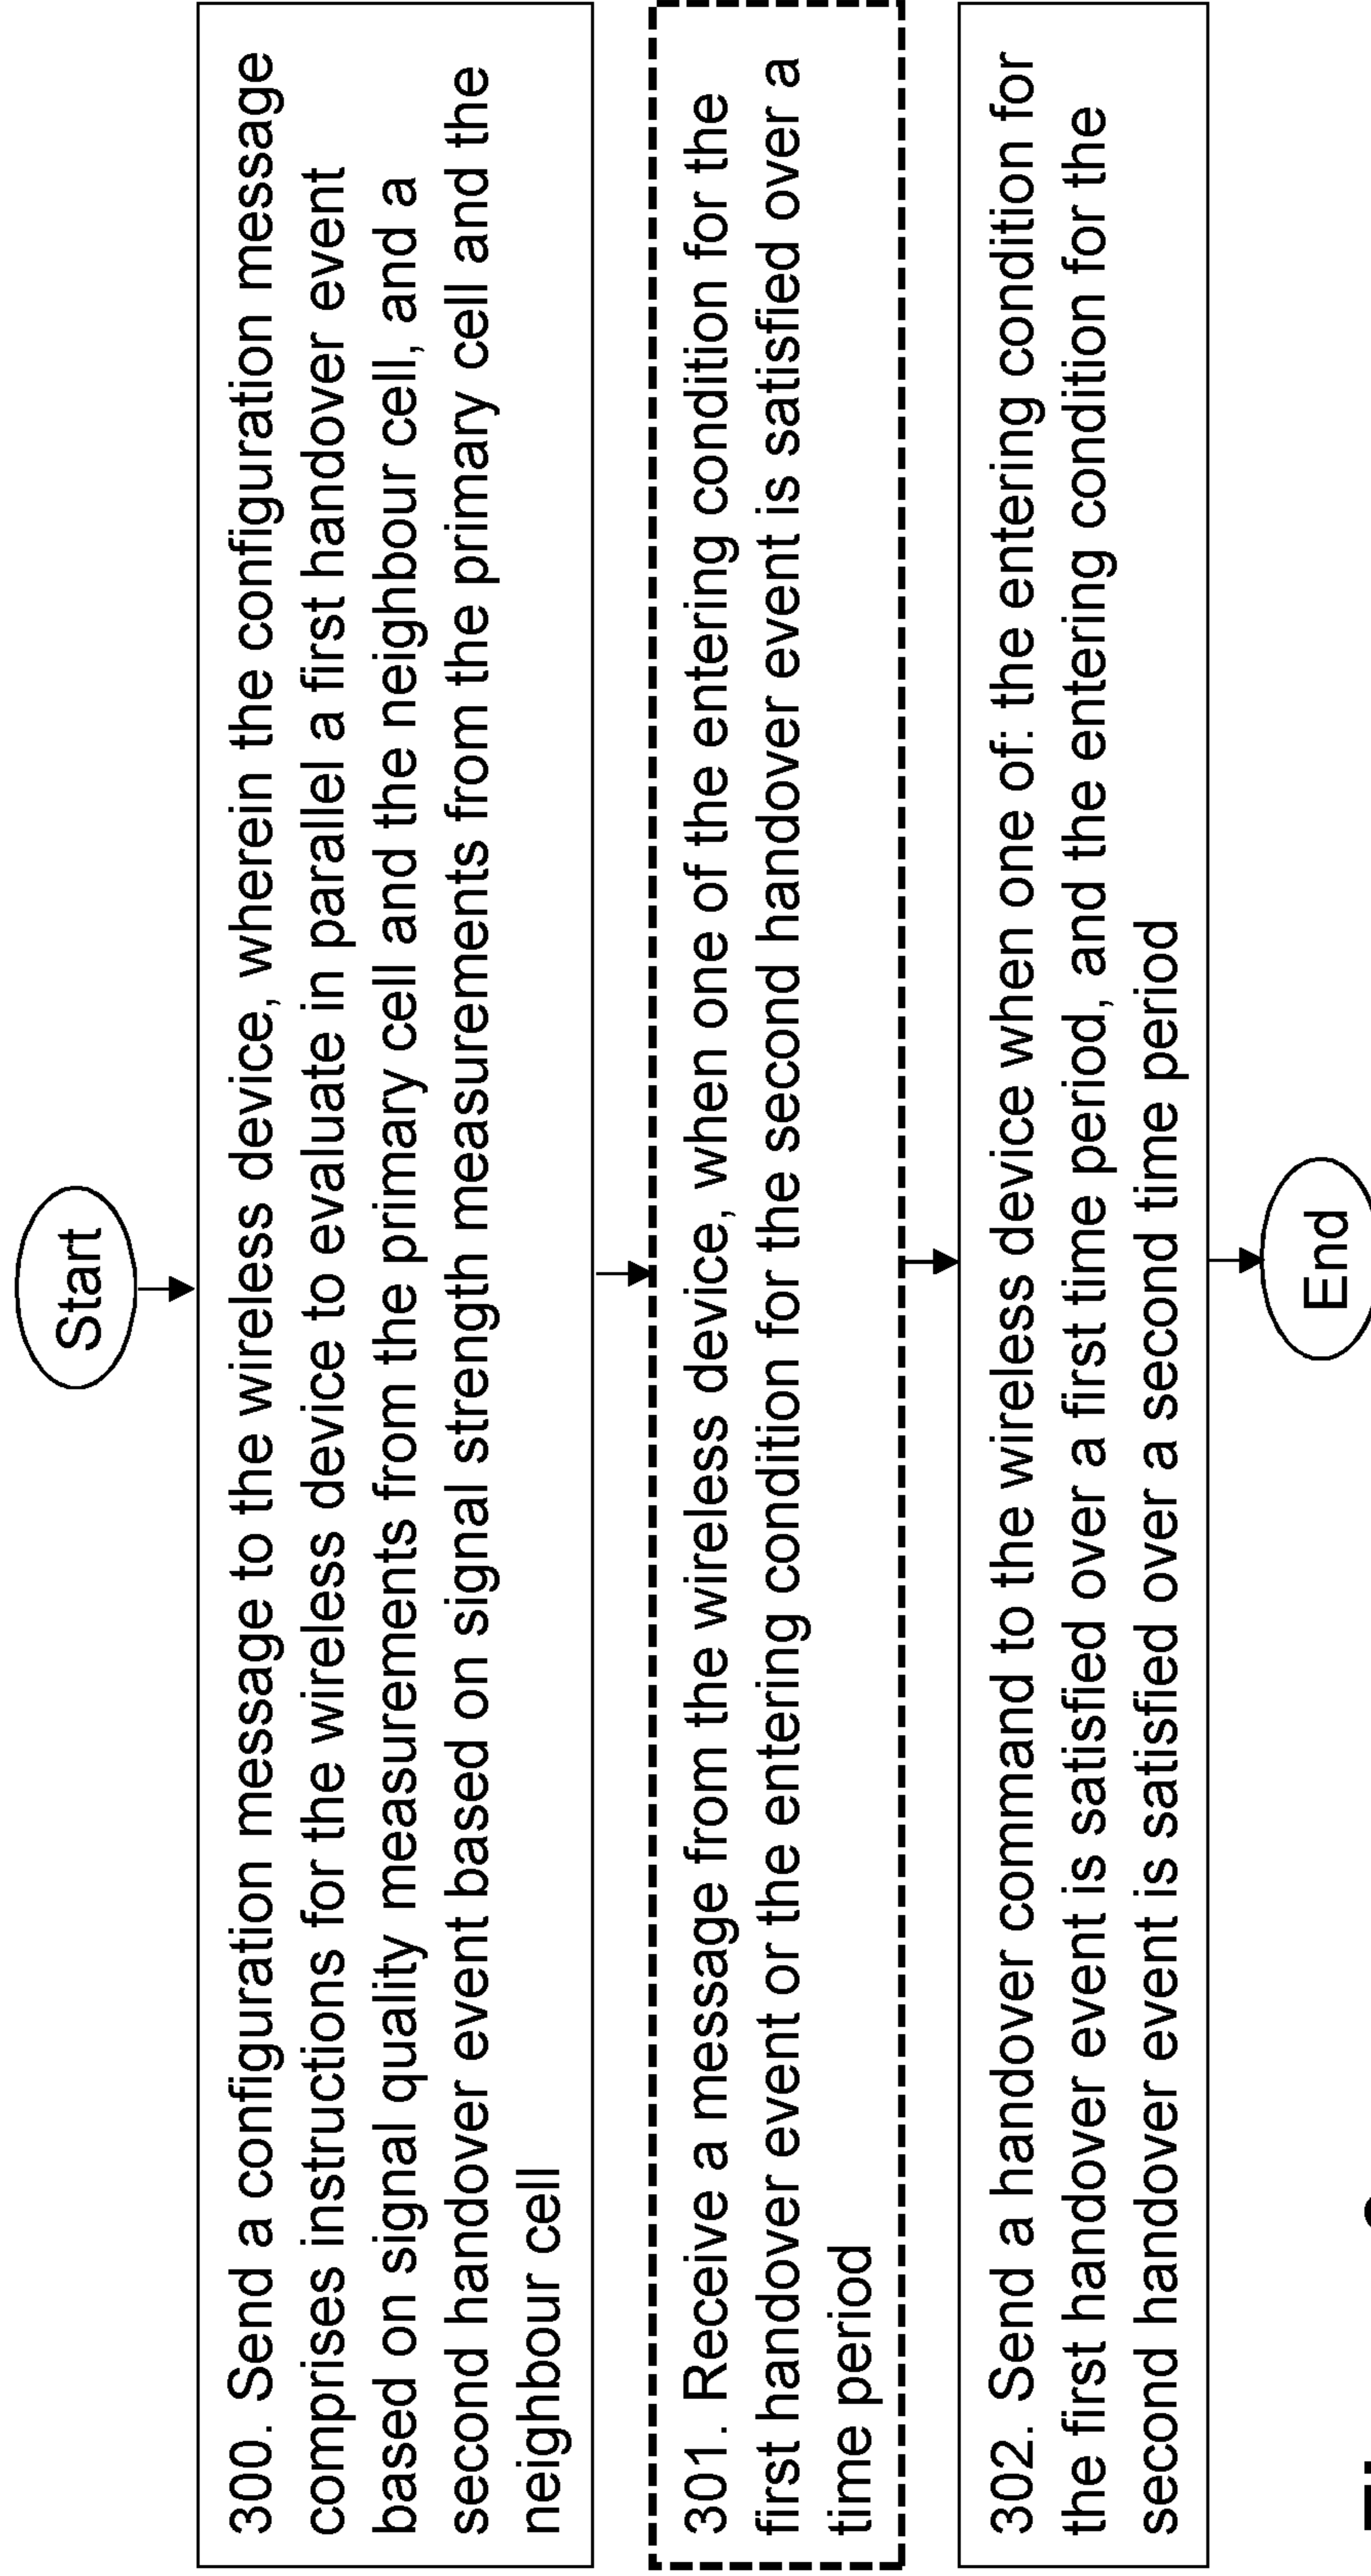 Start
300. Send a configuration message to the wireless device, wherein the configuration message
comprises instructions for the wireless device to evaluate in parallel a first handover event
based on signal quality measurements from the primary cell and the neighbour cell, and a
second handover event based on signal strength measurements from the primary cell and the
neighbour cell
301. Receive a message from the wireless device, when one of the entering condition for the
first handover event or the entering condition for the second handover event is satisfied over a
time period
302. Send a handover command to the wireless device when one of: the entering condition for
the first handover event is satisfied over a first time period, and the entering condition for the
second handover event is satisfied over a second time period
End